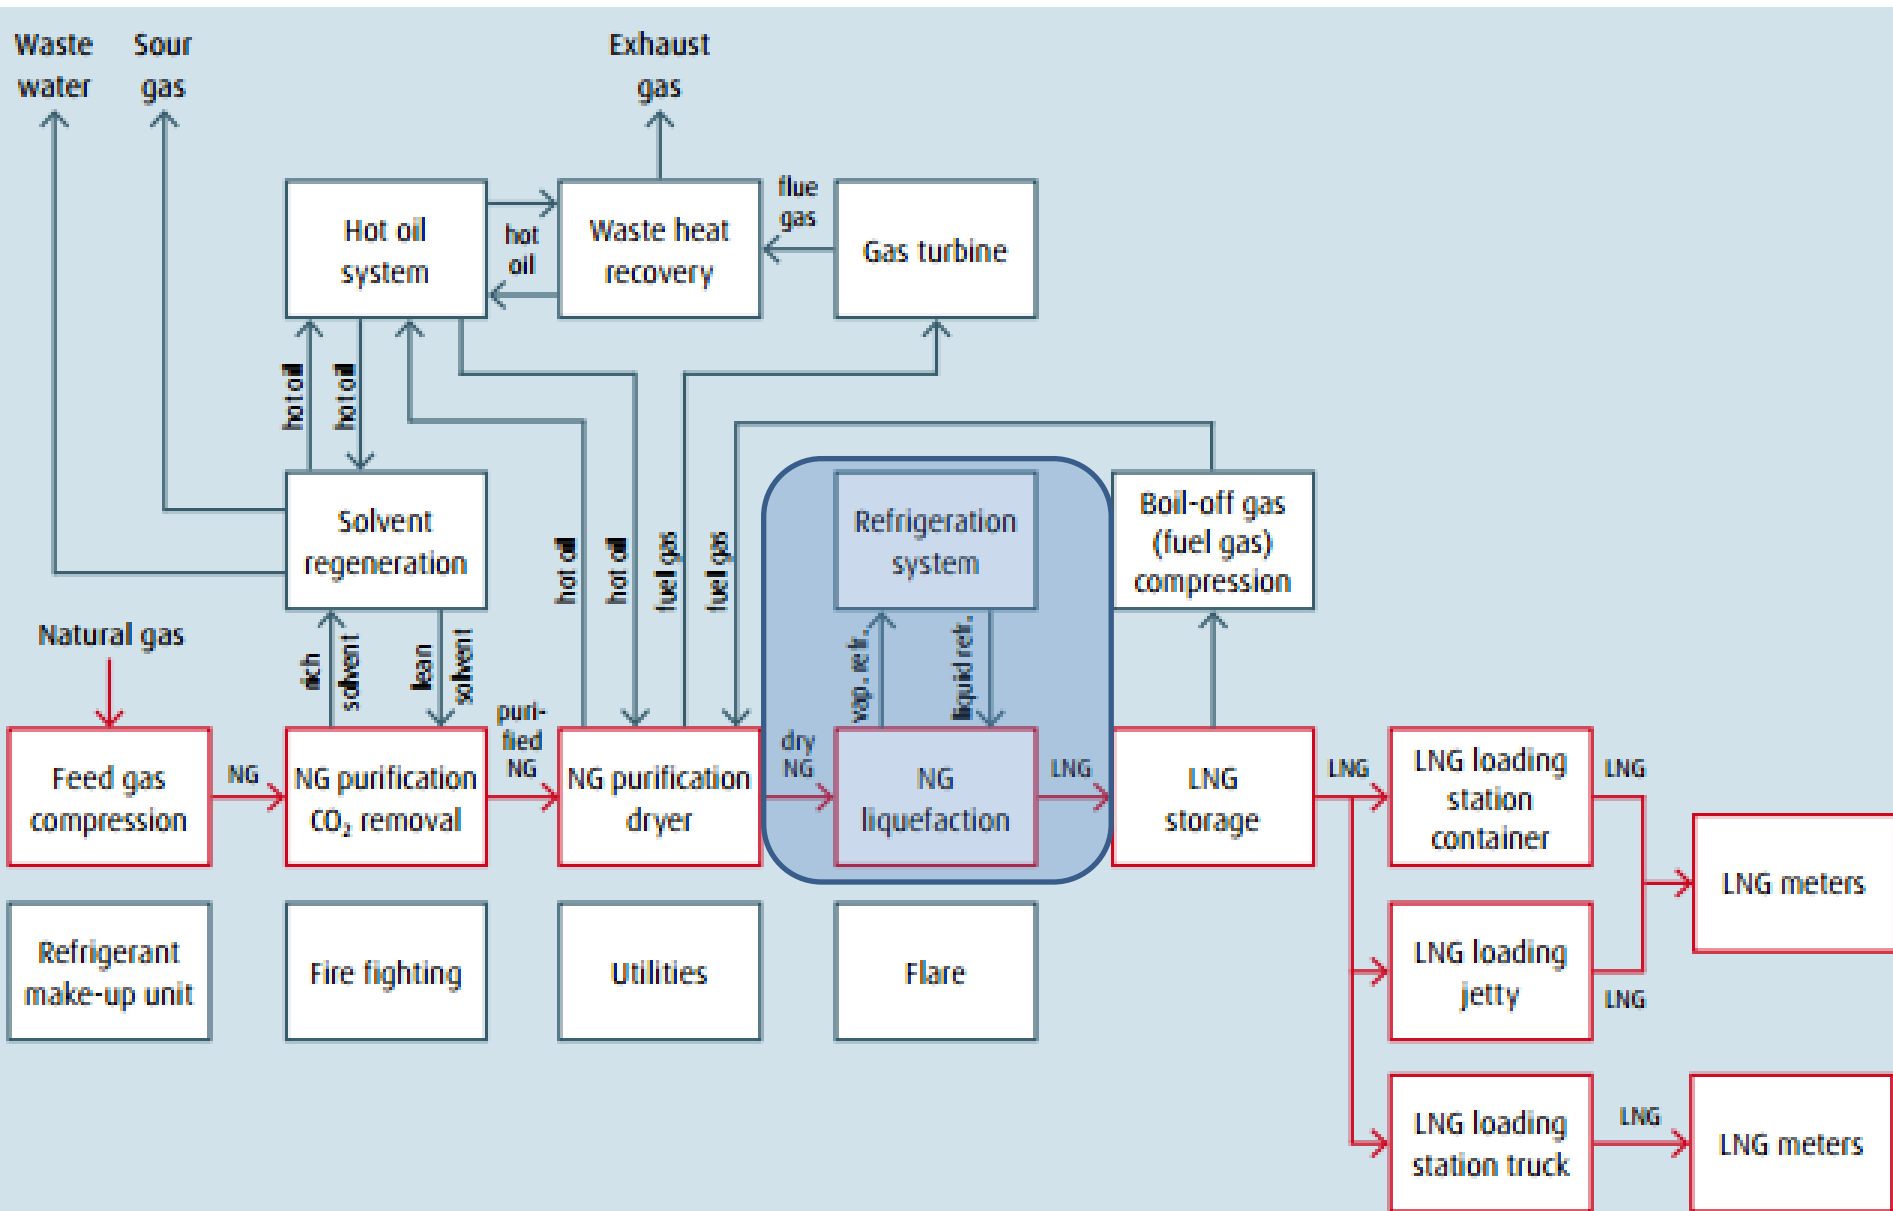 Waste
water
Sour
gas
Exhaust
gas
Hot oil
system
hot
oil
Waste heat
recovery
flue
gas
Gas turbine
hot oil
hot oil
Solvent
regeneration
hot oil
hot oil
fuel gas
fuel gas
Refrigeration
system
Boil-off gas
(fuel gas)
compression
Natural gas
rich
solvent
lean
solvent
vap. refr.
liquid refr.
Feed gas
compression
NG
NG purification
CO₂ removal
puri-
fied
NG
NG purification
dryer
dry
NG
NG
liquefaction
LNG
LNG
storage
LNG
LNG loading
station
container
LNG
LNG meters
Refrigerant
make-up unit
Fire fighting
Utilities
Flare
LNG loading
jetty
LNG
LNG loading
station truck
LNG
LNG meters